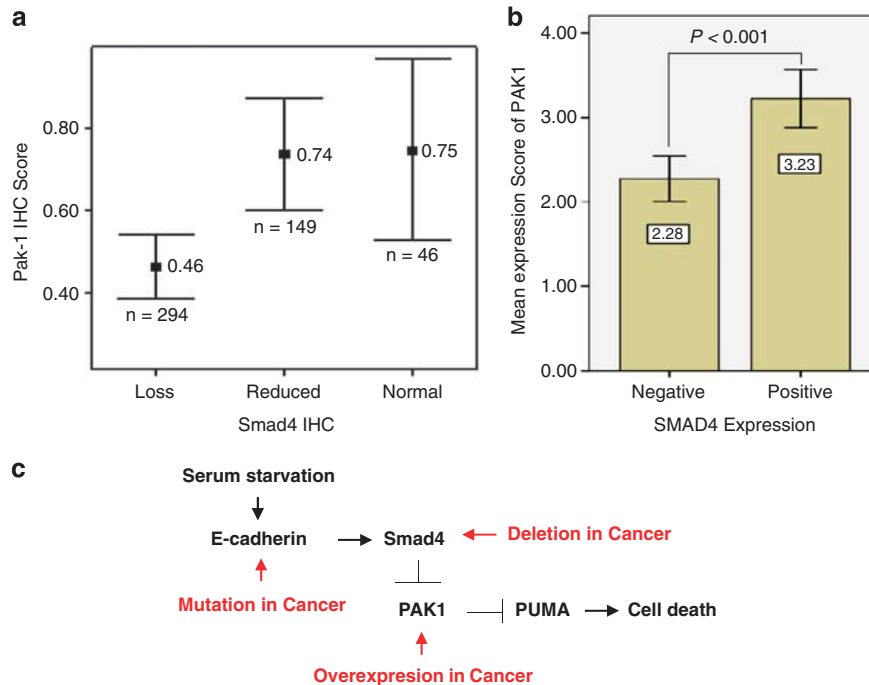 a
Pak-1 IHC Score
0.80
0.60
0.40
0.46
n = 294
0.74
n = 149
0.75
n = 46
Loss Reduced Normal
Smad4 IHC
b
Mean expression Score of PAK1
4.00
3.00
2.00
1.00
0.00
P < 0.001
2.28
3.23
Negative Positive
SMAD4 Expression
c
Serum starvation
E-cadherin Smad4 Deletion in Cancer
Mutation in Cancer PAK1 PUMA Cell death
Overexpresion in Cancer